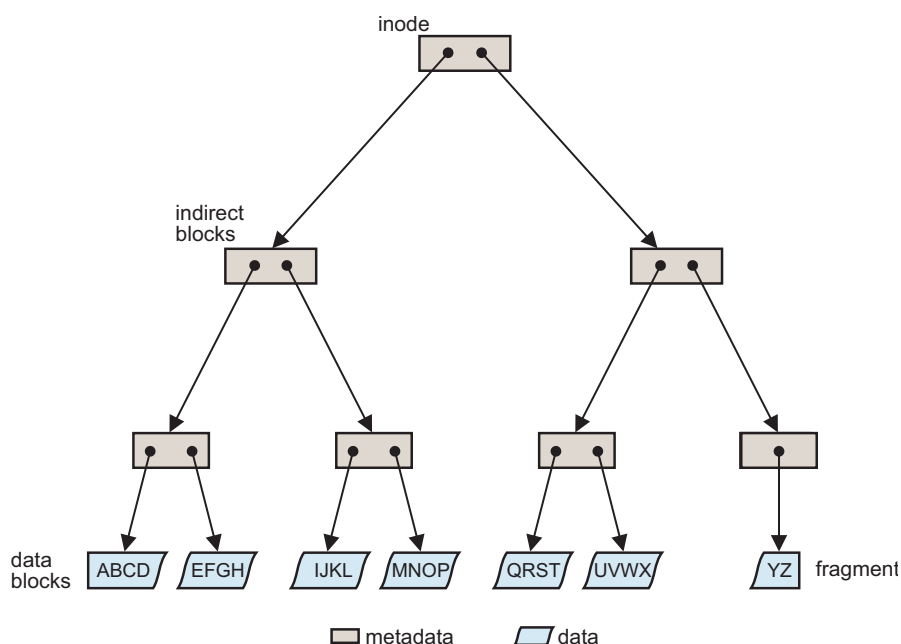 inode
indirect
blocks
data
blocks
ABCD
EFGH
IJKL
MNOP
QRST
UVWX
YZ
fragment
metadata
data